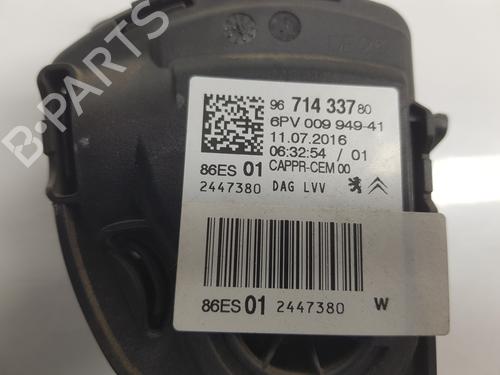 96 714 337 80
6PV 009 949-41
11.07.2016
06:32:54 / 01
CAPPR-CEM 00
86ES 01
2447380 DAG LVV
86ES 01 2447380 W
B-PARTS